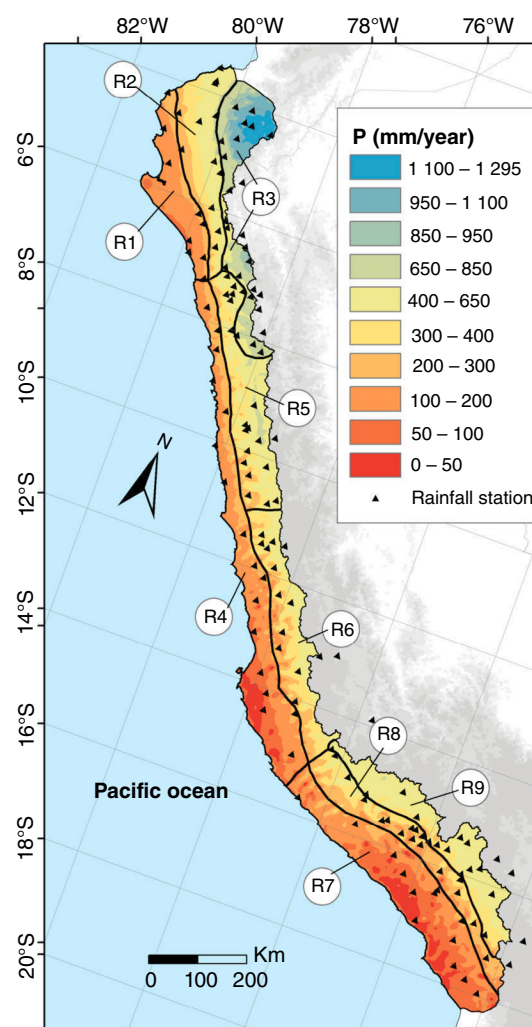 82°W 80°W 78°W 76°W
R2
6°S
P (mm/year)
1 100 – 1 295
950 – 1 100
850 – 950
650 – 850
400 – 650
300 – 400
200 – 300
100 – 200
50 – 100
0 – 50
Rainfall station
R3
R1
8°S
10°S
R5
N
12°S
14°S
R4
R6
16°S
R8
Pacific ocean
R9
18°S
R7
20°S
Km
0 100 200